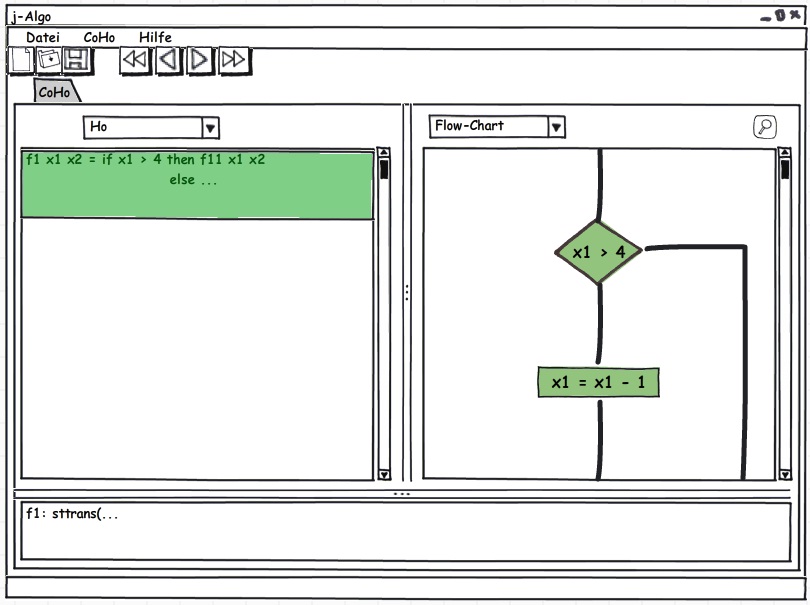 j-Algo
Datei CoHo Hilfe
CoHo
Ho
Flow-Chart
f1 x1 x2 = if x1 > 4 then f11 x1 x2
else ...
x1 > 4
x1 = x1 - 1
f1: sttrans(...